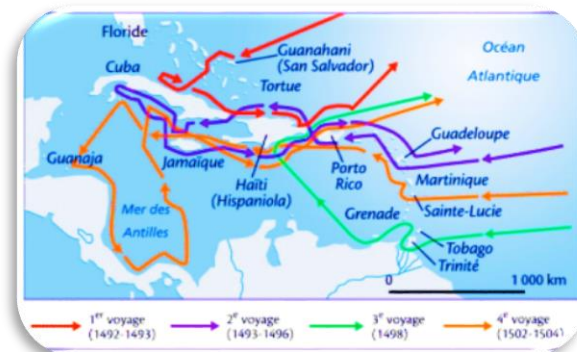 Floride
Guanahani
(San Salvador)
Océan
Atlantique
Cuba
Tortue
Guadeloupe
Guanaja
Jamaïque
Porto
Rico
Martinique
Haïti
(Hispaniola)
Mer des
Antilles
Grenade
Sainte-Lucie
Tobago
Trinité
0 1 000 km
1er voyage
(1492-1493)
2e voyage
(1493-1496)
3e voyage
(1498)
4e voyage
(1502-1504)